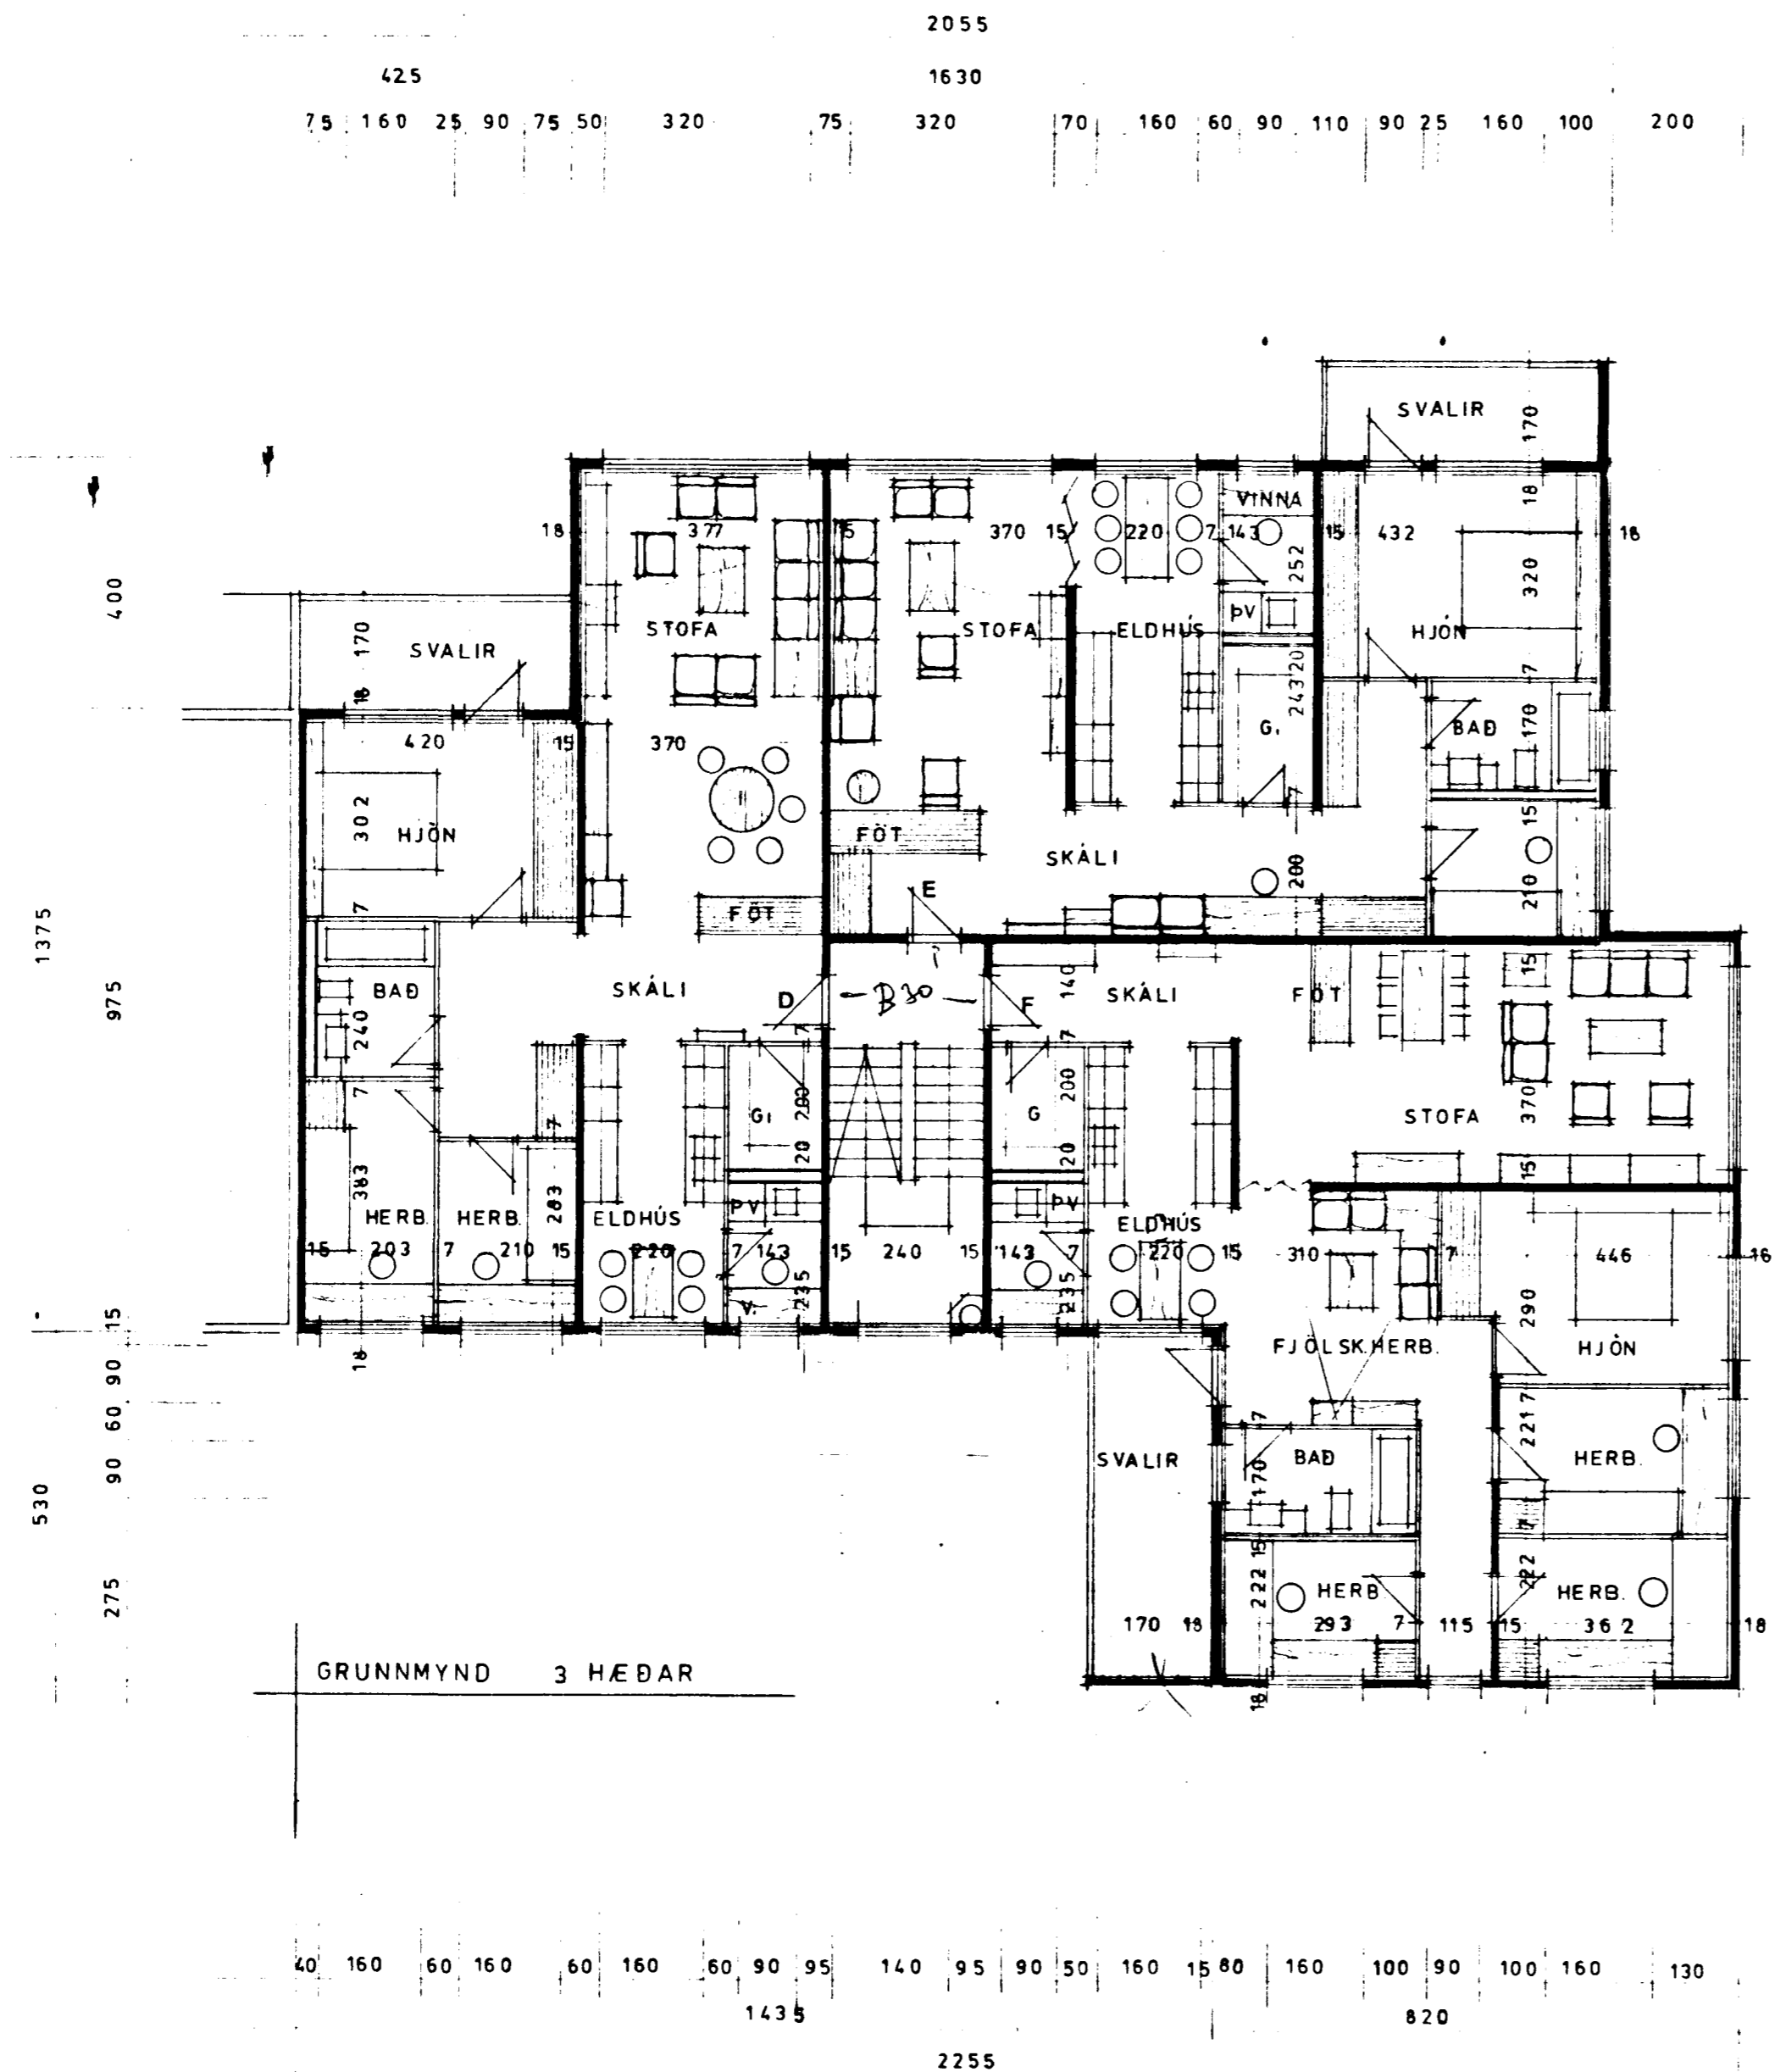 2055
425 1630
75 160 25 90 75 50 320 75 320 70 160 60 90 110 90 25 160 100 200
SVALIR 170
VINNA 18
18 377 15 370 15 220 7 143 15 432 18
252
400 320
ÞV
STOFA STOFA ELDHÚS HJÓN
170 SVALIR
20 7
18 243
G. BAÐ 170
420 15 370
302 HJÓN 7 15
FÖT
SKÁLI
200 210
E
7 FÖT
1375
975
BAÐ SKÁLI D - B30 - F 140 SKÁLI FÖT 15
240 7 7
7 G. 200 G 200 STOFA 370
7
20 20 15
383
HERB. HERB. 283 ELDHÚS ÞV ÞV ELDHÚS
15 203 7 210 15 220 7 143 15 240 15 143 7 220 15 310 7 446 16
V. 235 235 290
15
18 FJÖLSK.HERB. HJÓN
90
60 7 221 7
90 SVALIR BAÐ HERB.
170
530 7
15
275 222 HERB. 222 HERB.
170 18 293 7 115 15 362 18
GRUNNMYND 3 HÆÐAR
18
40 160 60 160 60 160 60 90 95 140 95 90 50 160 15 80 160 100 90 100 160 130
1435 820
2255